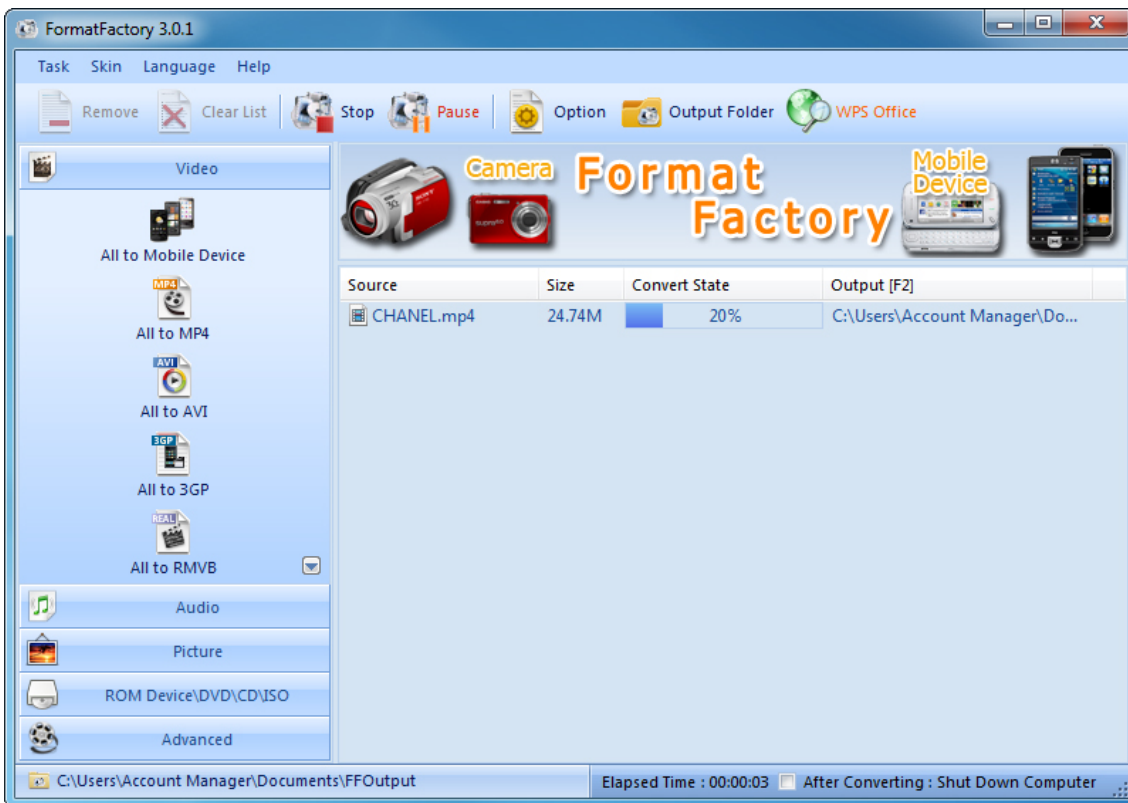 FormatFactory 3.0.1
Task Skin Language Help
Remove Clear List Stop Pause Option Output Folder WPS Office
Video
All to Mobile Device
MP4
All to MP4
AVI
All to AVI
3GP
All to 3GP
REAL
All to RMVB
Audio
Picture
ROM Device\DVD\CD\ISO
Advanced
Camera
Format
Factory
Mobile
Device
SONY
Source Size Convert State Output [F2]
CHANEL.mp4 24.74M 20% C:\Users\Account Manager\Do...
C:\Users\Account Manager\Documents\FFOutput Elapsed Time : 00:00:03 After Converting : Shut Down Computer